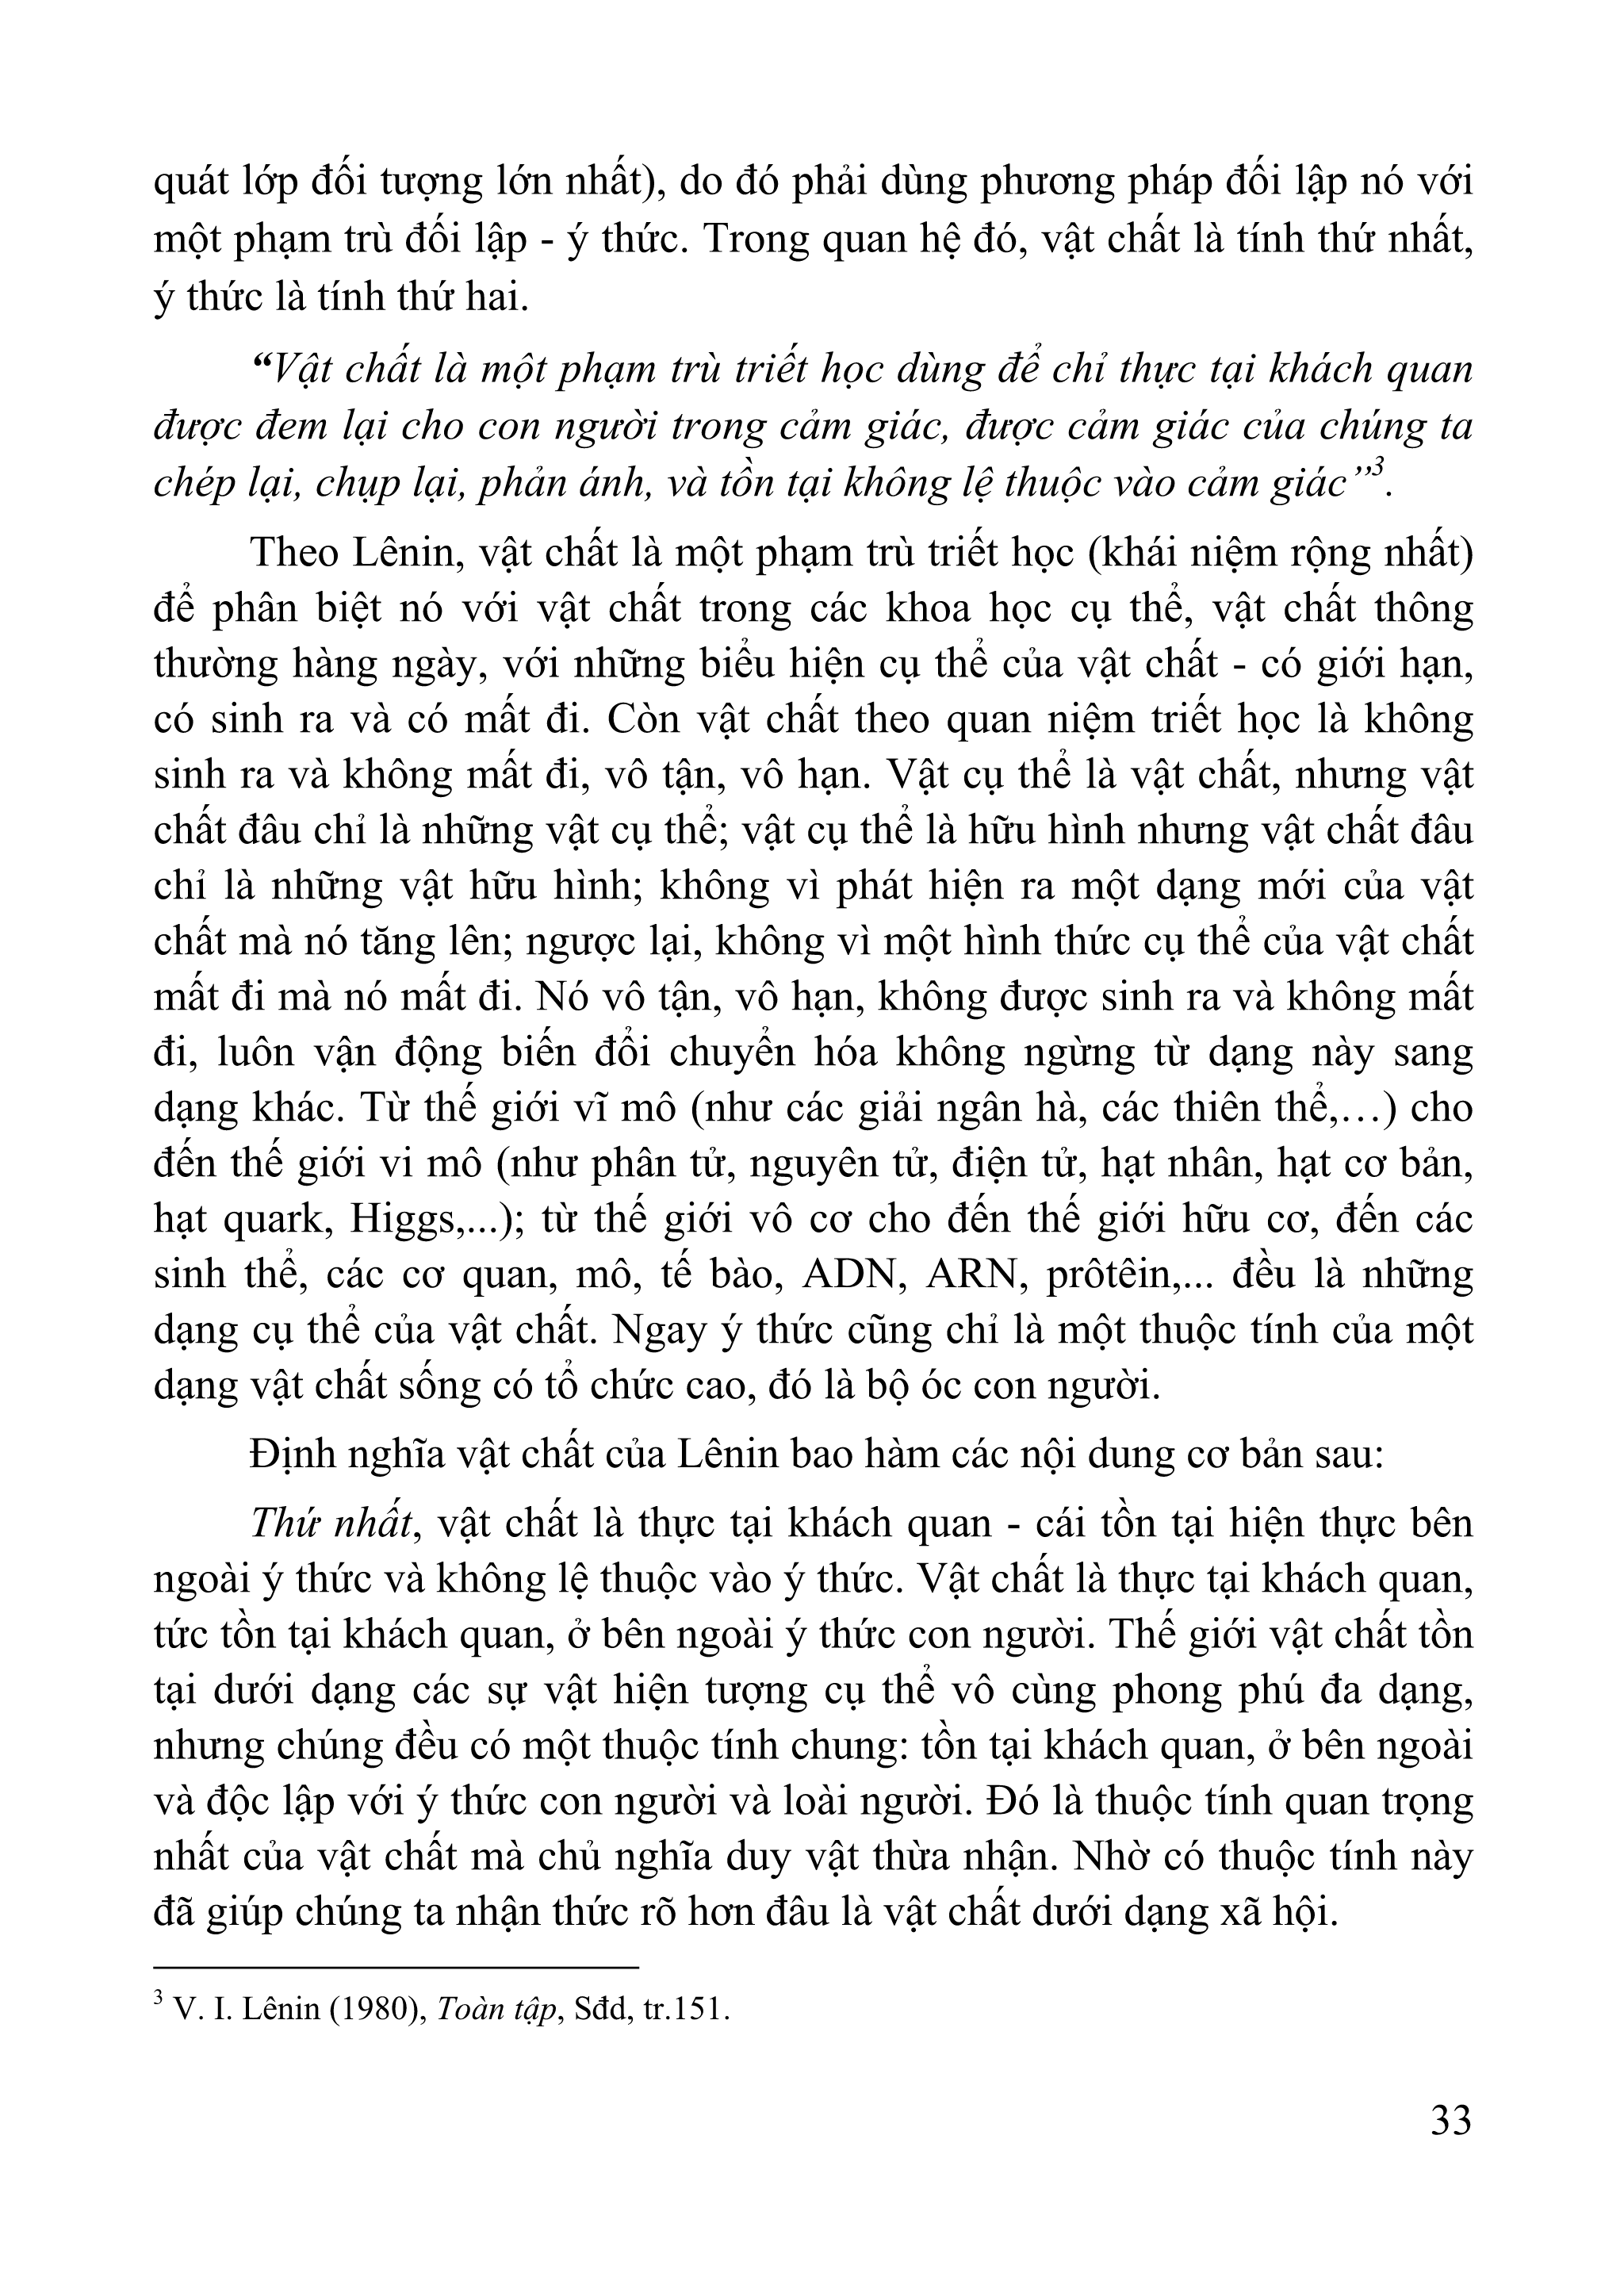 quát lớp đối tượng lớn nhất), do đó phải dùng phương pháp đối lập nó với
một phạm trù đối lập - ý thức. Trong quan hệ đó, vật chất là tính thứ nhất,
ý thức là tính thứ hai.
“Vật chất là một phạm trù triết học dùng để chỉ thực tại khách quan
được đem lại cho con người trong cảm giác, được cảm giác của chúng ta
chép lại, chụp lại, phản ánh, và tồn tại không lệ thuộc vào cảm giác”3.
Theo Lênin, vật chất là một phạm trù triết học (khái niệm rộng nhất)
để phân biệt nó với vật chất trong các khoa học cụ thể, vật chất thông
thường hàng ngày, với những biểu hiện cụ thể của vật chất - có giới hạn,
có sinh ra và có mất đi. Còn vật chất theo quan niệm triết học là không
sinh ra và không mất đi, vô tận, vô hạn. Vật cụ thể là vật chất, nhưng vật
chất đâu chỉ là những vật cụ thể; vật cụ thể là hữu hình nhưng vật chất đâu
chỉ là những vật hữu hình; không vì phát hiện ra một dạng mới của vật
chất mà nó tăng lên; ngược lại, không vì một hình thức cụ thể của vật chất
mất đi mà nó mất đi. Nó vô tận, vô hạn, không được sinh ra và không mất
đi, luôn vận động biến đổi chuyển hóa không ngừng từ dạng này sang
dạng khác. Từ thế giới vĩ mô (như các giải ngân hà, các thiên thể,…) cho
đến thế giới vi mô (như phân tử, nguyên tử, điện tử, hạt nhân, hạt cơ bản,
hạt quark, Higgs,...); từ thế giới vô cơ cho đến thế giới hữu cơ, đến các
sinh thể, các cơ quan, mô, tế bào, ADN, ARN, prôtêin,... đều là những
dạng cụ thể của vật chất. Ngay ý thức cũng chỉ là một thuộc tính của một
dạng vật chất sống có tổ chức cao, đó là bộ óc con người.
Định nghĩa vật chất của Lênin bao hàm các nội dung cơ bản sau:
Thứ nhất, vật chất là thực tại khách quan - cái tồn tại hiện thực bên
ngoài ý thức và không lệ thuộc vào ý thức. Vật chất là thực tại khách quan,
tức tồn tại khách quan, ở bên ngoài ý thức con người. Thế giới vật chất tồn
tại dưới dạng các sự vật hiện tượng cụ thể vô cùng phong phú đa dạng,
nhưng chúng đều có một thuộc tính chung: tồn tại khách quan, ở bên ngoài
và độc lập với ý thức con người và loài người. Đó là thuộc tính quan trọng
nhất của vật chất mà chủ nghĩa duy vật thừa nhận. Nhờ có thuộc tính này
đã giúp chúng ta nhận thức rõ hơn đâu là vật chất dưới dạng xã hội.
3 V. I. Lênin (1980), Toàn tập, Sđd, tr.151.
33